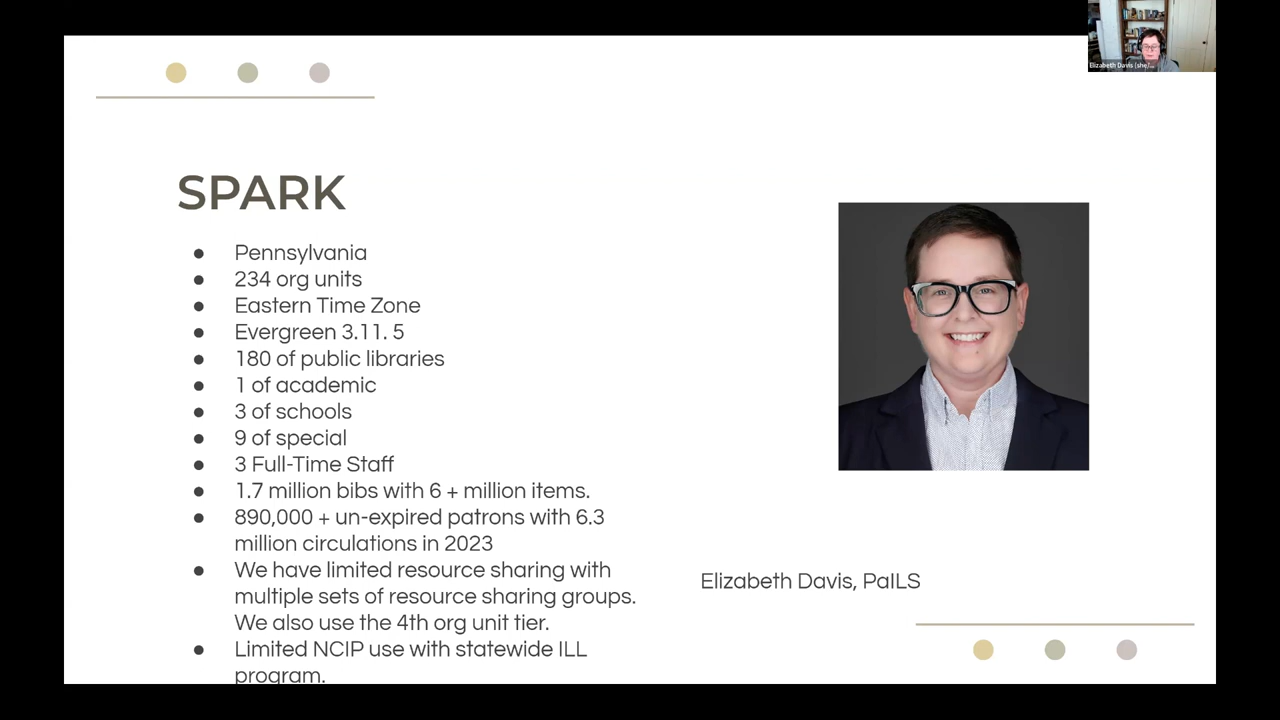 Elizabeth Davis (she/...
SPARK
● Pennsylvania
● 234 org units
● Eastern Time Zone
● Evergreen 3.11. 5
● 180 of public libraries
● 1 of academic
● 3 of schools
● 9 of special
● 3 Full-Time Staff
● 1.7 million bibs with 6 + million items.
● 890,000 + un-expired patrons with 6.3
million circulations in 2023
● We have limited resource sharing with
multiple sets of resource sharing groups.
We also use the 4th org unit tier.
● Limited NCIP use with statewide ILL
program.
Elizabeth Davis, PaILS